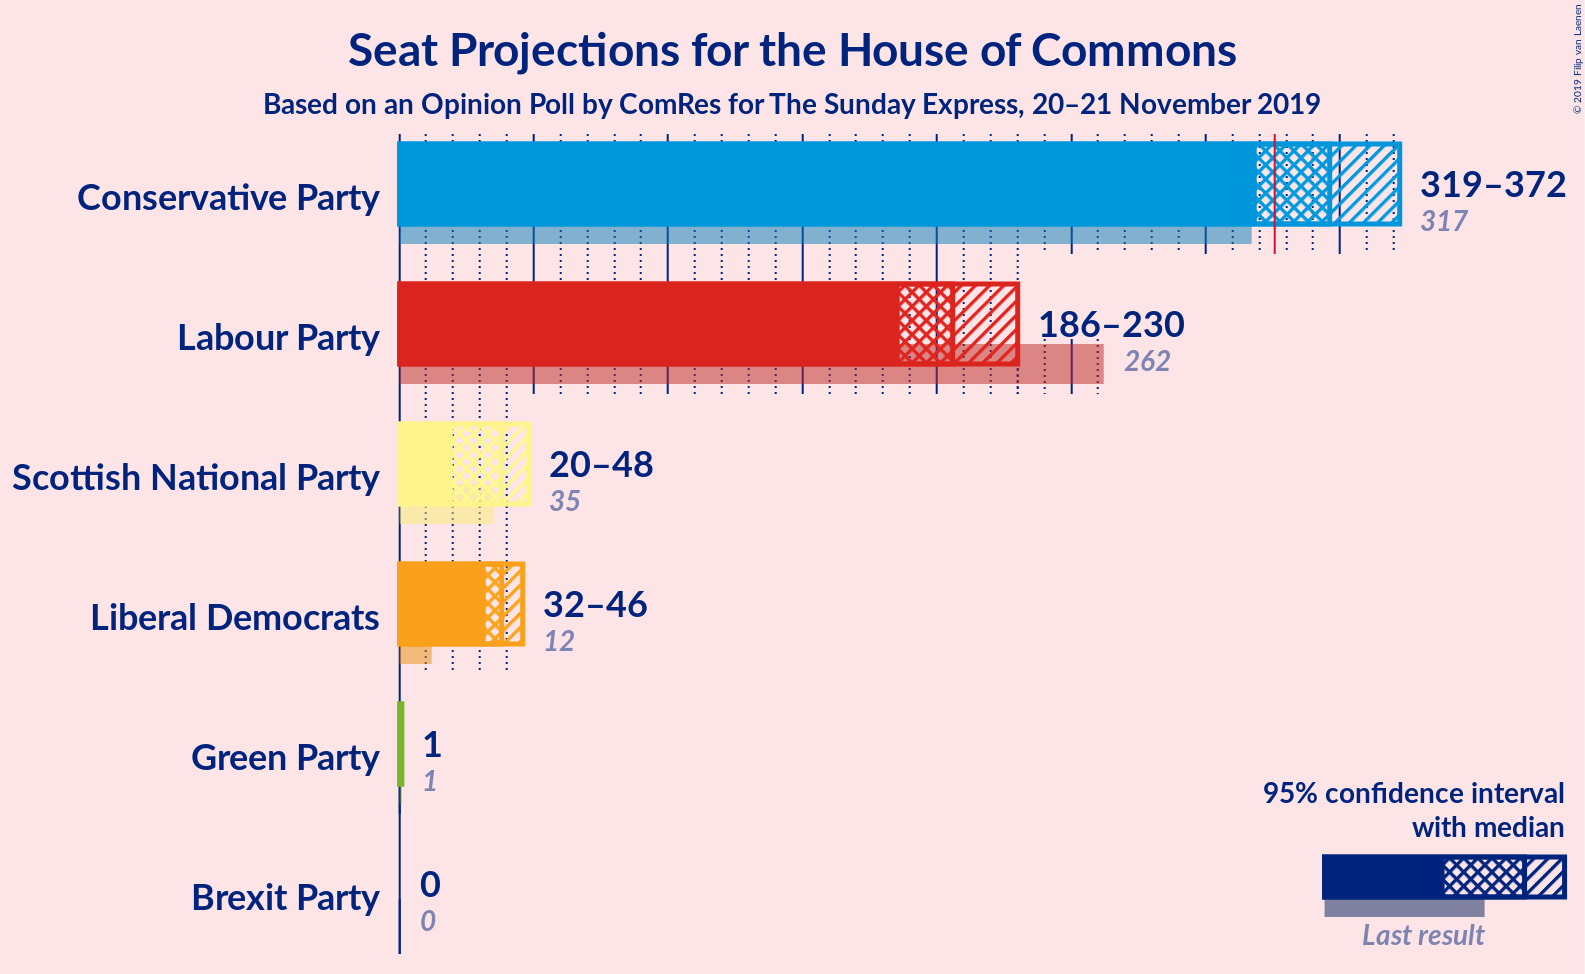 Seat Projections for the House of Commons
Based on an Opinion Poll by ComRes for The Sunday Express, 20–21 November 2019
© 2019 Filip van Laenen
Conservative Party
319–372
317
Labour Party
186–230
262
Scottish National Party
20–48
35
Liberal Democrats
32–46
12
Green Party
1
1
Brexit Party
0
0
95% confidence interval
with median
Last result